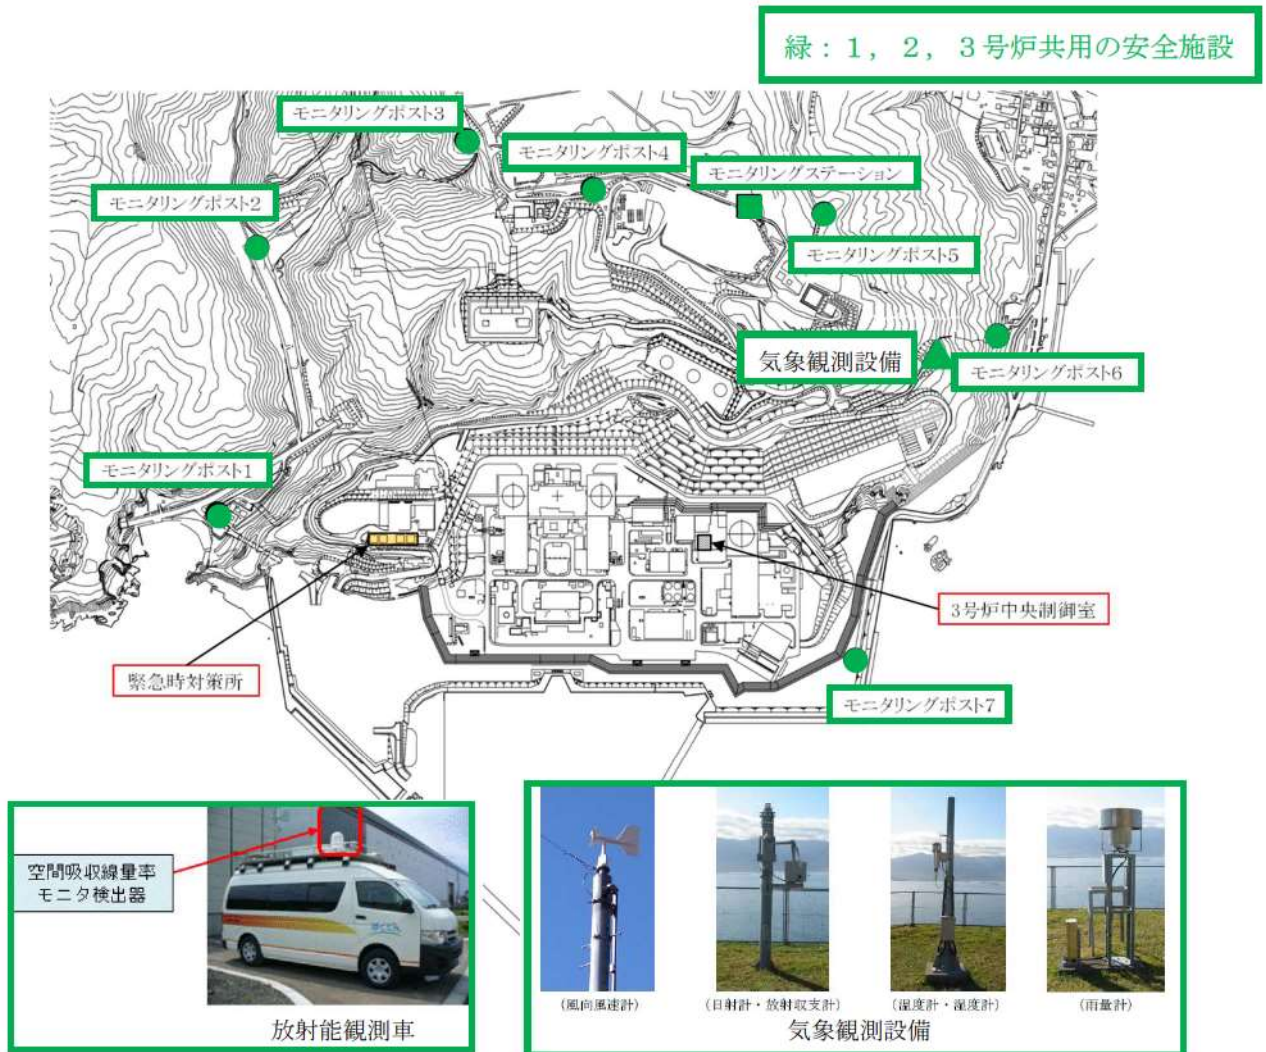 緑：１，２，３号炉共用の安全施設
モニタリングポスト3
モニタリングポスト4
モニタリングステーション
モニタリングポスト2
モニタリングポスト5
気象観測設備
モニタリングポスト6
モニタリングポスト1
3号炉中央制御室
緊急時対策所
モニタリングポスト7
空間吸収線量率
モニタ検出器
放射能観測車
(風向風速計)
(日射計・放射収支計)
(温度計・湿度計)
(雨量計)
気象観測設備